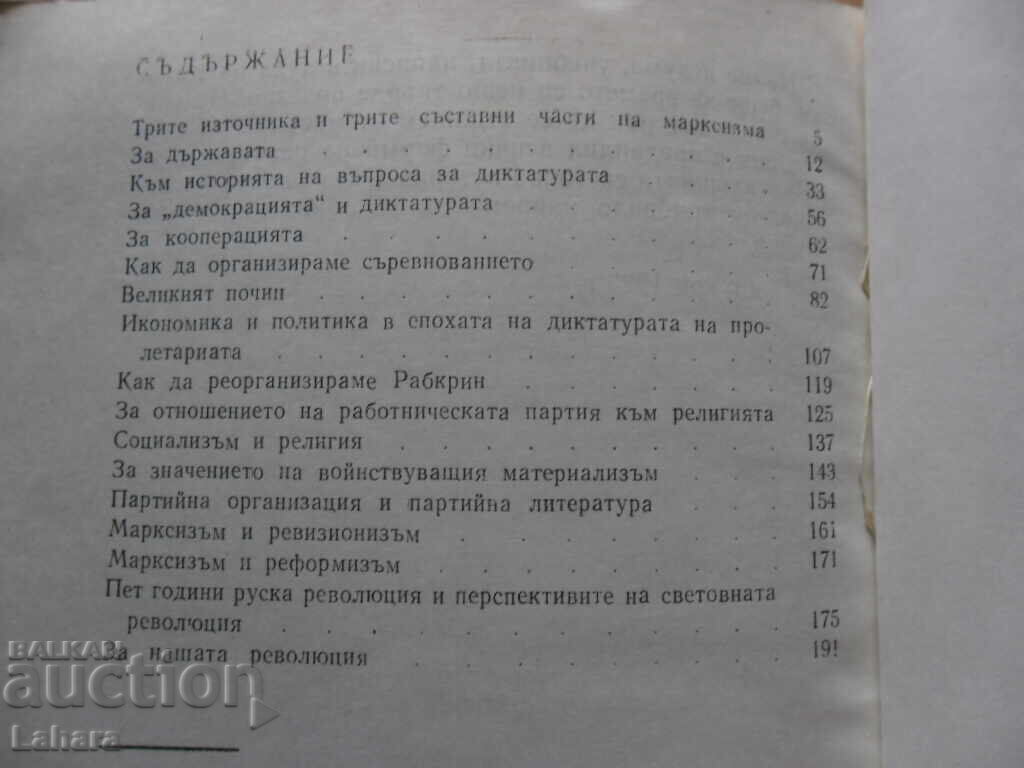 СЪДЪРЖАНИЕ
Трите източника и трите съставни части на марксизма 5
За държавата . . . . . . . . . . . . 12
Към историята на въпроса за диктатурата . . . . 33
За „демокрацията“ и диктатурата . . . . . . . 56
За кооперацията . . . . . . . . . . . 62
Как да организираме съревнованието . . . . . . 71
Великият почин . . . . . . . . . . . . 82
Икономика и политика в епохата на диктатурата на про-
летариата . . . . . . . . . . . . . 107
Как да реорганизираме Рабкрин . . . . . . . 119
За отношението на работническата партия към религията 125
Социализъм и религия . . . . . . . . . . 137
За значението на войнствуващия материализъм . . . 143
Партийна организация и партийна литература . . . 154
Марксизъм и ревизионизъм . . . . . . . . 161
Марксизъм и реформизъм . . . . . . . . . 171
Пет години руска революция и перспективите на световната
революция . . . . . . . . . . . . . 175
За нашата революция . . . . . . . . . . 191
BALKAN
auction
Lahara